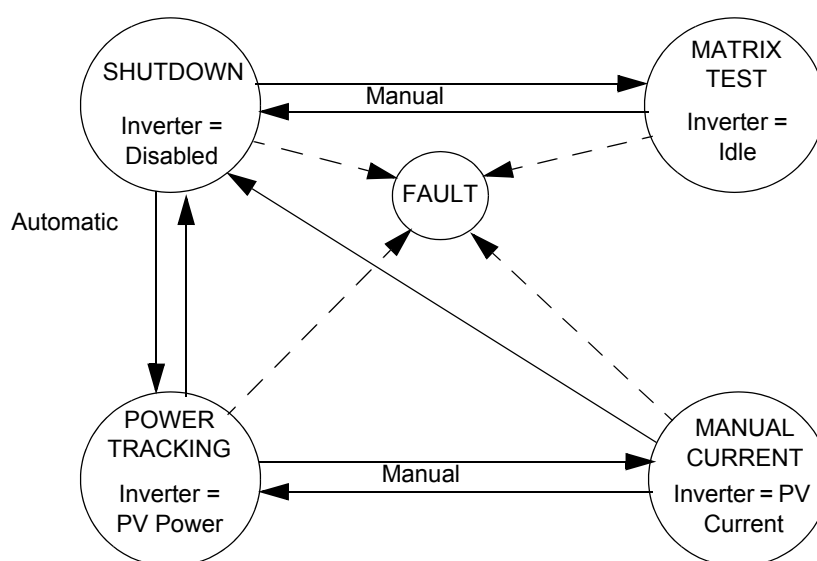 SHUTDOWN
Inverter =
Disabled
Manual
MATRIX
TEST
Inverter =
Idle
FAULT
Automatic
POWER
TRACKING
Inverter =
PV Power
Manual
MANUAL
CURRENT
Inverter = PV
Current